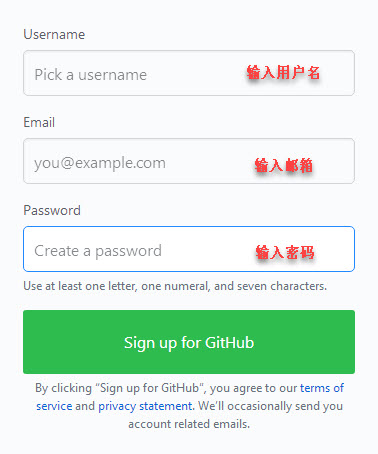 Username
Pick a username 输入用户名
Email
you@example.com 输入邮箱
Password
Create a password 输入密码
Use at least one letter, one numeral, and seven characters.
Sign up for GitHub
By clicking “Sign up for GitHub”, you agree to our terms of
service and privacy statement. We’ll occasionally send you
account related emails.